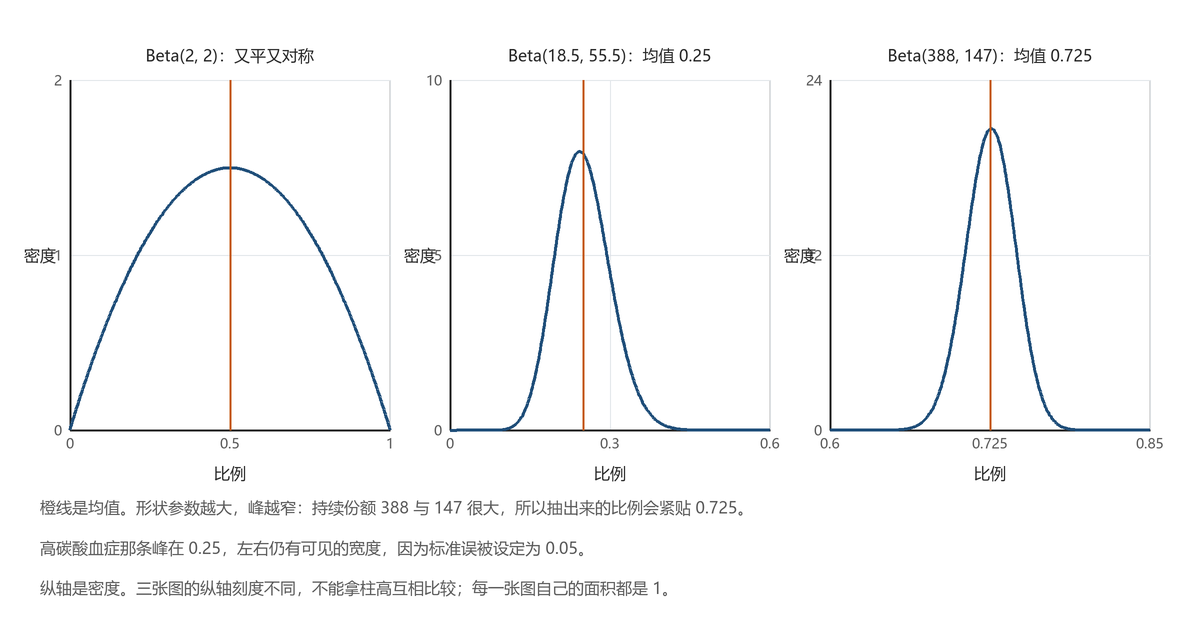 Beta(2, 2)：又平又对称
2
密度
1
0
0
0.5
1
比例
Beta(18.5, 55.5)：均值 0.25
10
密度
5
0
0
0.3
0.6
比例
Beta(388, 147)：均值 0.725
24
密度
0
0.6
0.725
0.85
比例
橙线是均值。形状参数越大，峰越窄：持续份额 388 与 147 很大，所以抽出来的比例会紧贴 0.725。
高碳酸血症那条峰在 0.25，左右仍有可见的宽度，因为标准误被设定为 0.05。
纵轴是密度。三张图的纵轴刻度不同，不能拿柱高互相比较；每一张图自己的面积都是 1。